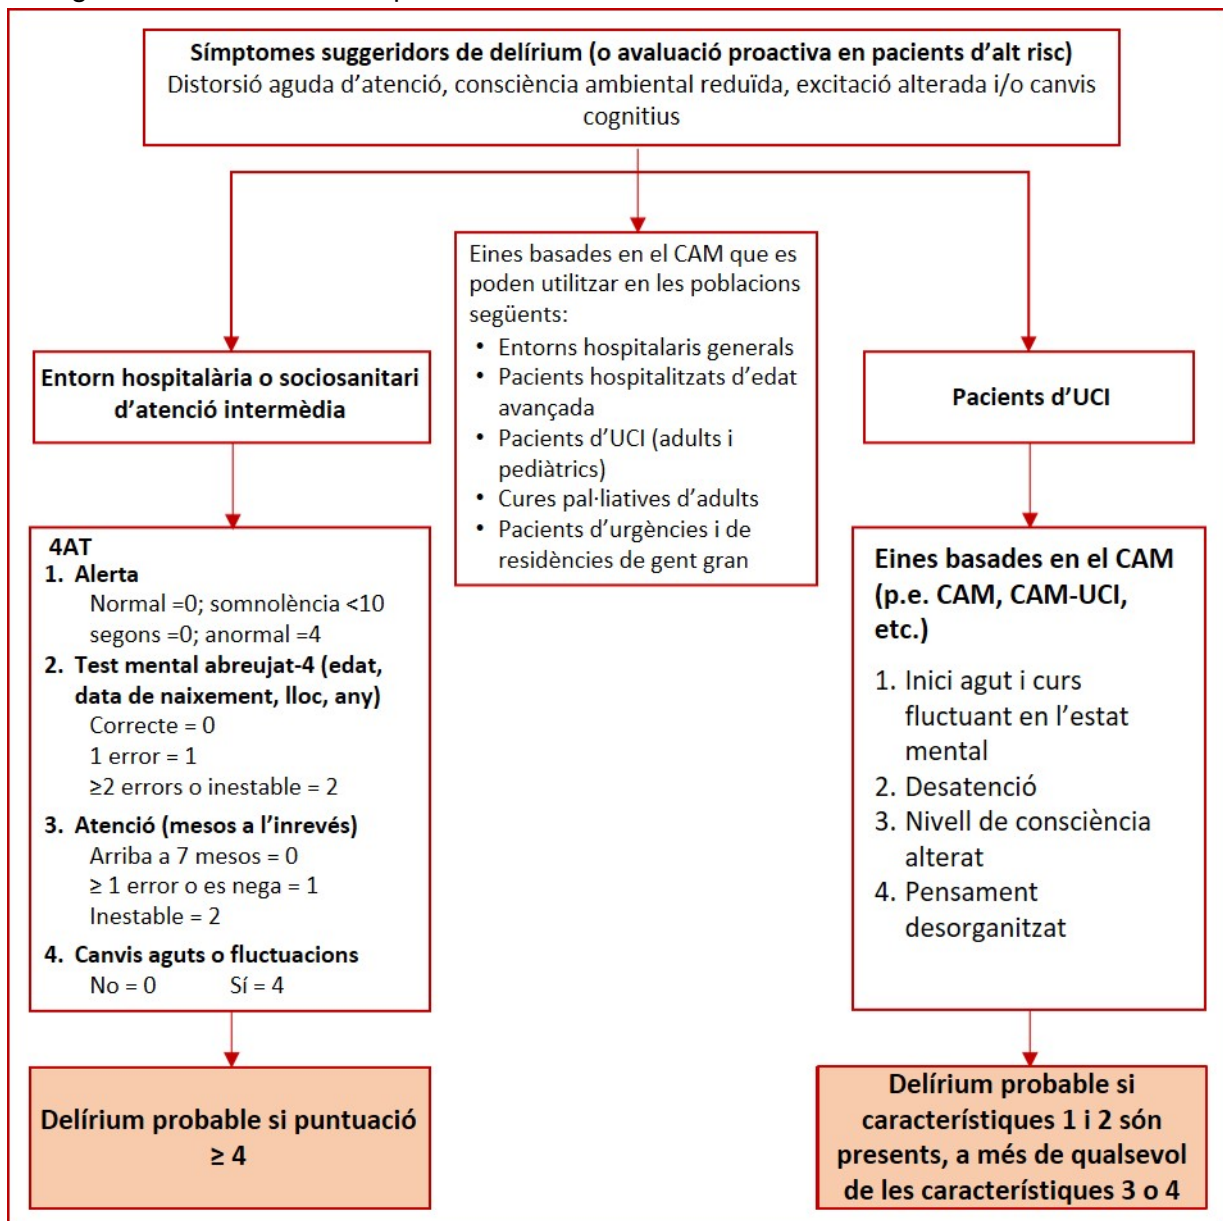 Símptomes suggeridors de delírium (o avaluació proactiva en pacients d’alt risc)
Distorsió aguda d’atenció, consciència ambiental reduïda, excitació alterada i/o canvis
cognitius
Entorn hospitalària o sociosanitari
d’atenció intermèdia
4AT
1. Alerta
Normal =0; somnolència <10
segons =0; anormal =4
2. Test mental abreujat-4 (edat,
data de naixement, lloc, any)
Correcte = 0
1 error = 1
≥2 errors o inestable = 2
3. Atenció (mesos a l’inrevés)
Arriba a 7 mesos = 0
≥ 1 error o es nega = 1
Inestable = 2
4. Canvis aguts o fluctuacions
No = 0 Sí = 4
Delírium probable si puntuació
≥ 4
Eines basades en el CAM que es
poden utilitzar en les poblacions
següents:
• Entorns hospitalaris generals
• Pacients hospitalitzats d’edat
avançada
• Pacients d’UCI (adults i
pediàtrics)
• Cures pal·liatives d’adults
• Pacients d’urgències i de
residències de gent gran
Pacients d’UCI
Eines basades en el CAM
(p.e. CAM, CAM-UCI,
etc.)
1. Inici agut i curs
fluctuant en l’estat
mental
2. Desatenció
3. Nivell de consciència
alterat
4. Pensament
desorganitzat
Delírium probable si
característiques 1 i 2 són
presents, a més de qualsevol
de les característiques 3 o 4